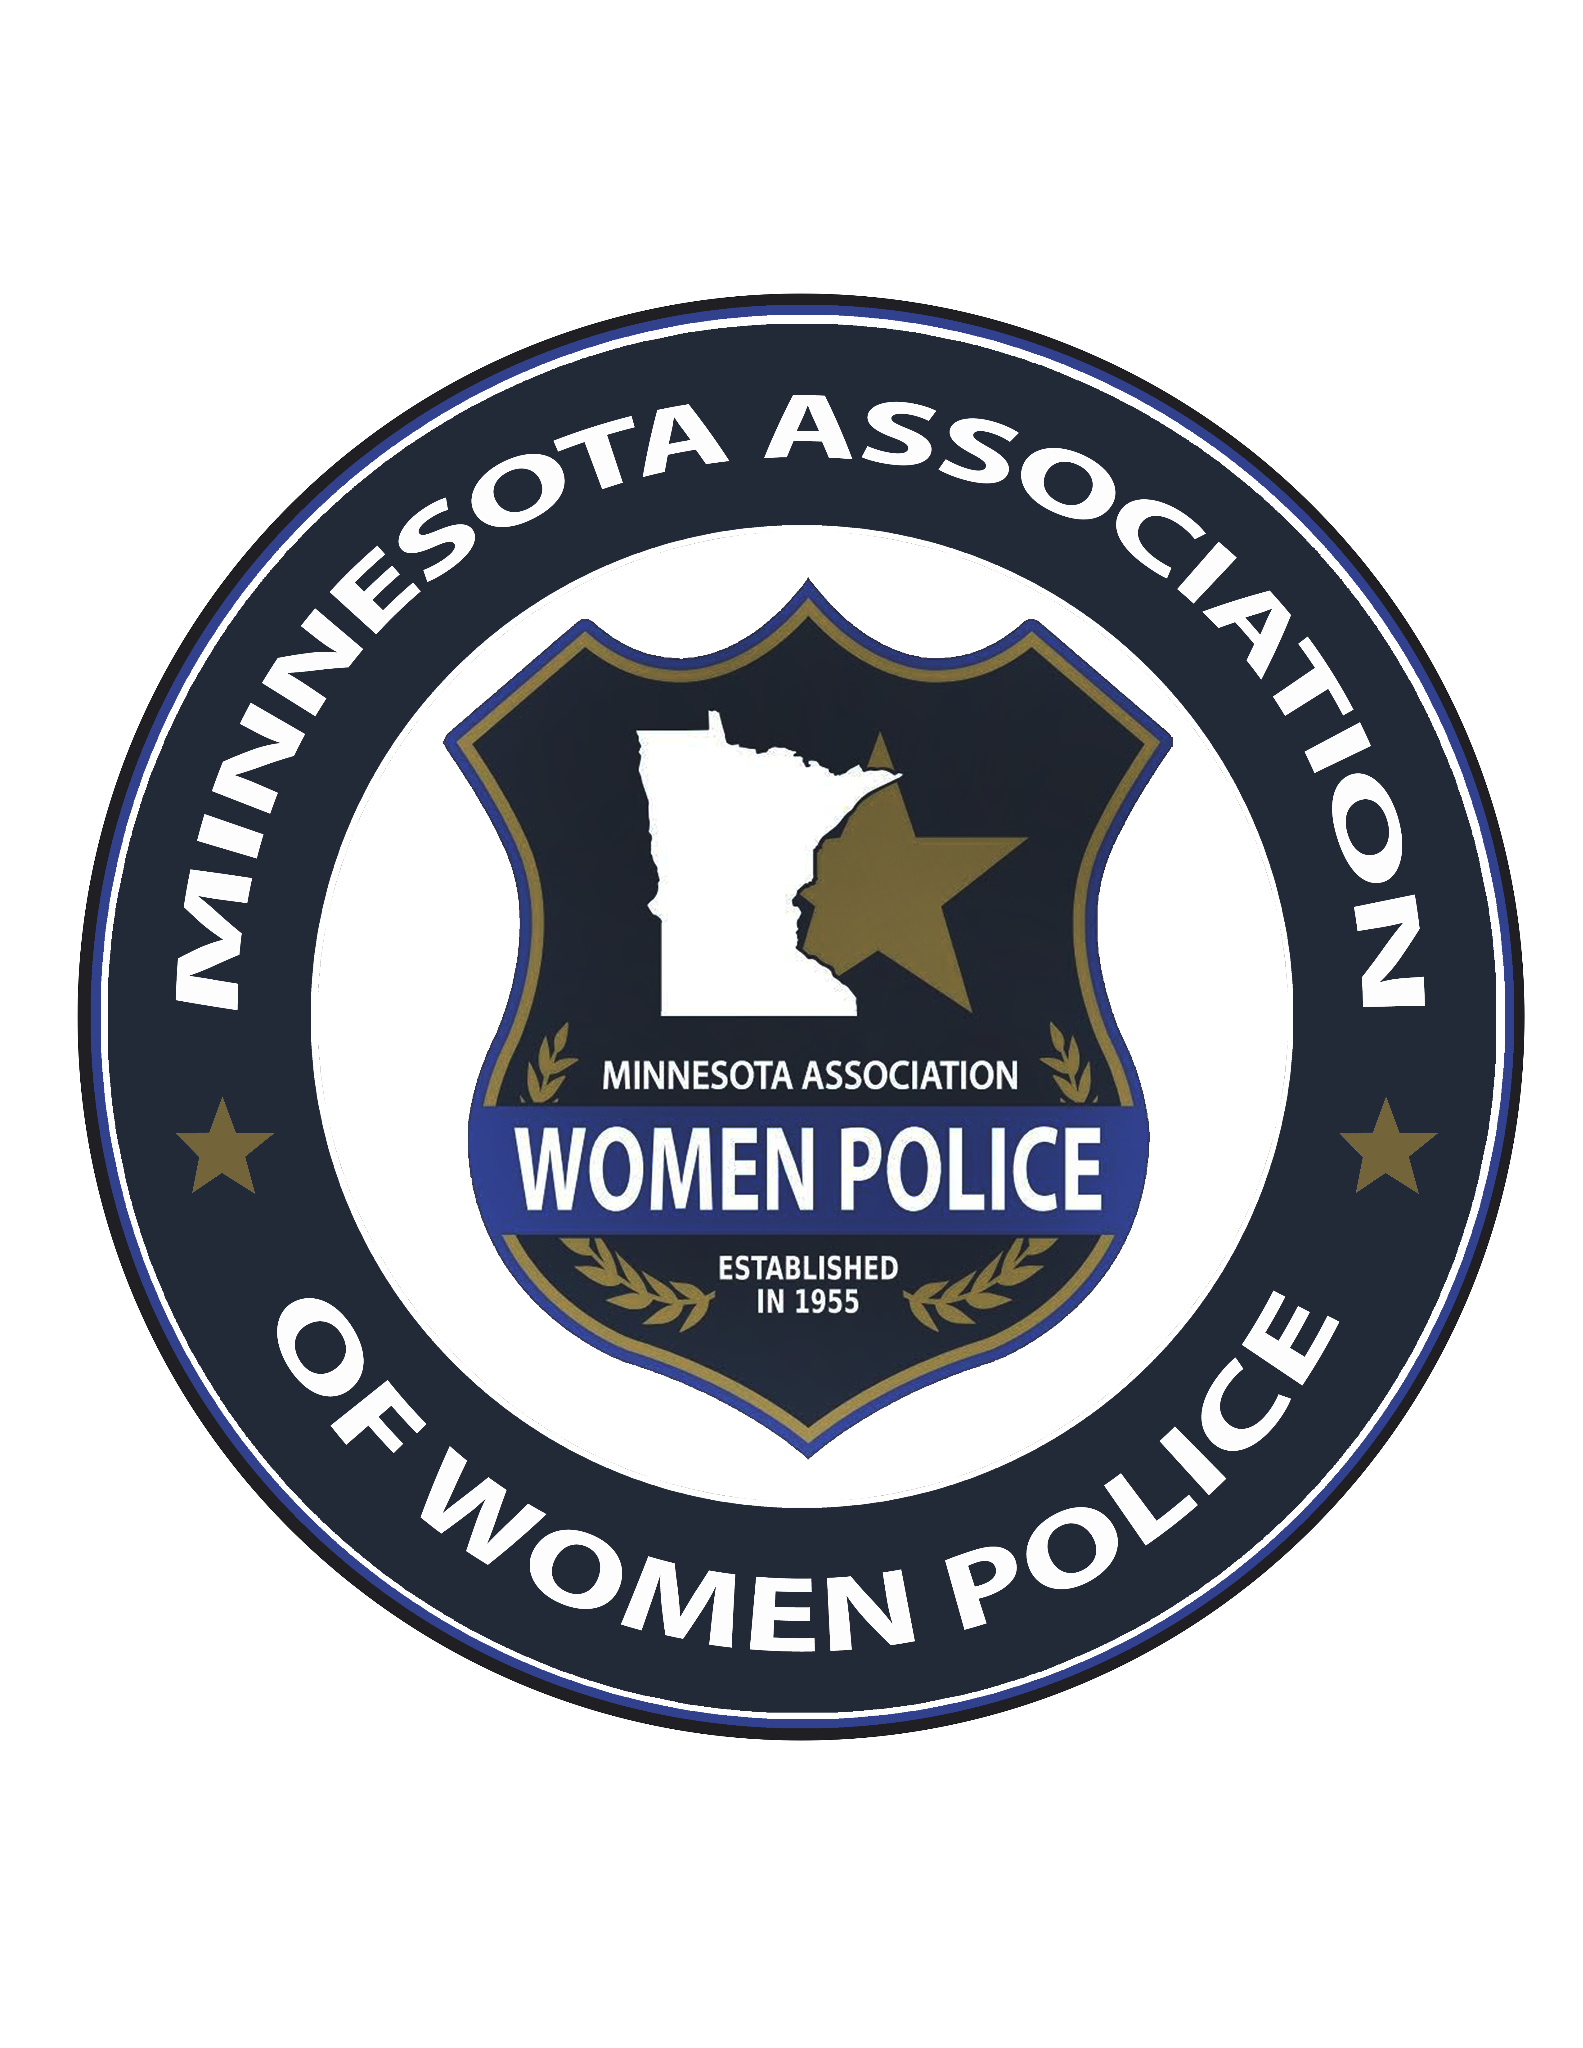 MINNESOTA ASSOCIATION
MINNESOTA ASSOCIATION
WOMEN POLICE
ESTABLISHED
IN 1955
OF WOMEN POLICE